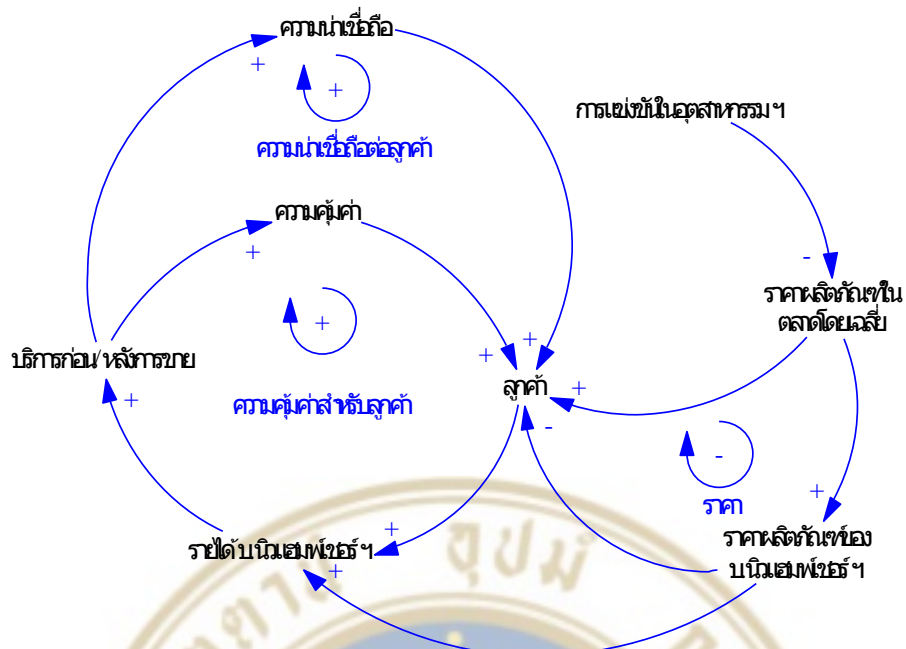 ความน่าเชื่อถือ
+
+
ความน่าเชื่อถือต่อลูกค้า
การแข่งขันในอุตสาหกรรมฯ
ความคุ้มค่า
+
-
ราคาผลิตภัณฑ์ใน
ตลาดโดยเฉลี่ย
+
บริการก่อน/หลังการขาย
+
+
+
ลูกค้า
+
ความคุ้มค่าสำหรับลูกค้า
-
-
ราคา
+
+
รายได้ บ.นิวแฮมพ์เชอร์ฯ
+
ราคาผลิตภัณฑ์ของ
บ.นิวแฮมพ์เชอร์ฯ